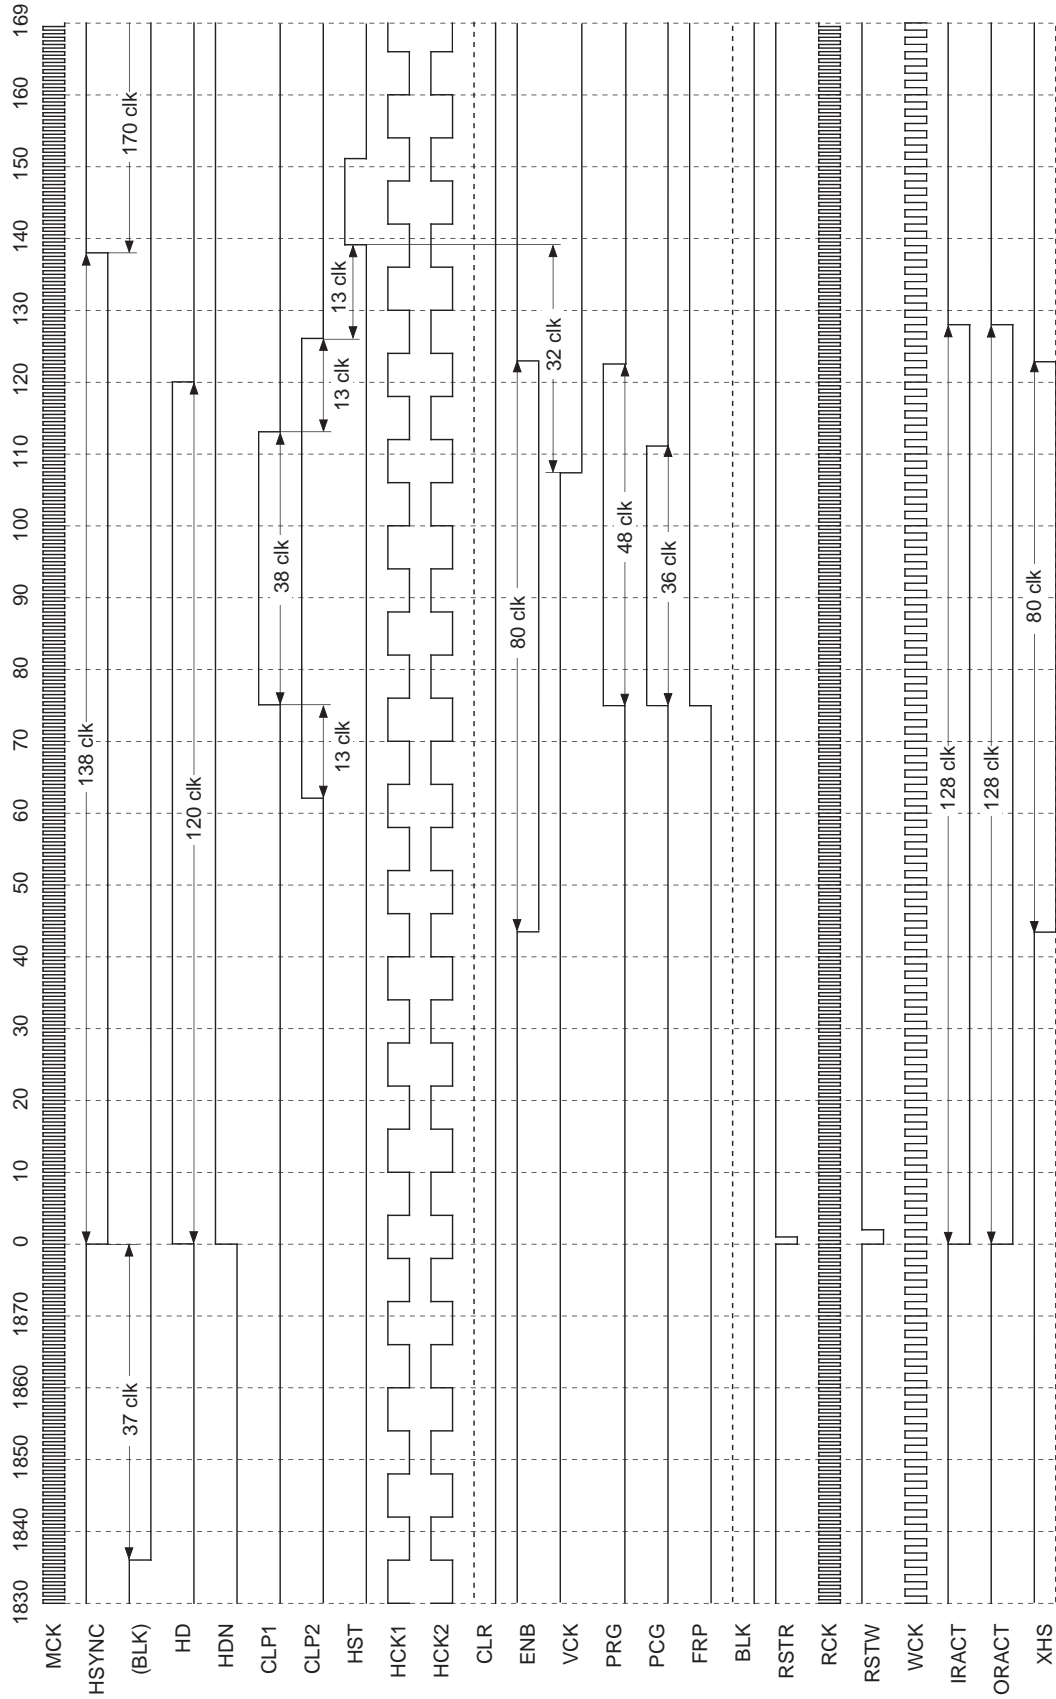 MCK
HSYNC
(BLK)
HD
HDN
CLP1
CLP2
HST
HCK1
HCK2
CLR
ENB
VCK
PRG
PCG
FRP
BLK
RSTR
RCK
RSTW
WCK
IRACT
ORACT
XHS
1830
1840
1850
1860
1870
0
10
20
30
40
50
60
70
80
90
100
110
120
130
140
150
160
169
138 clk
37 clk
170 clk
120 clk
38 clk
13 clk
13 clk
13 clk
80 clk
32 clk
48 clk
36 clk
128 clk
128 clk
80 clk